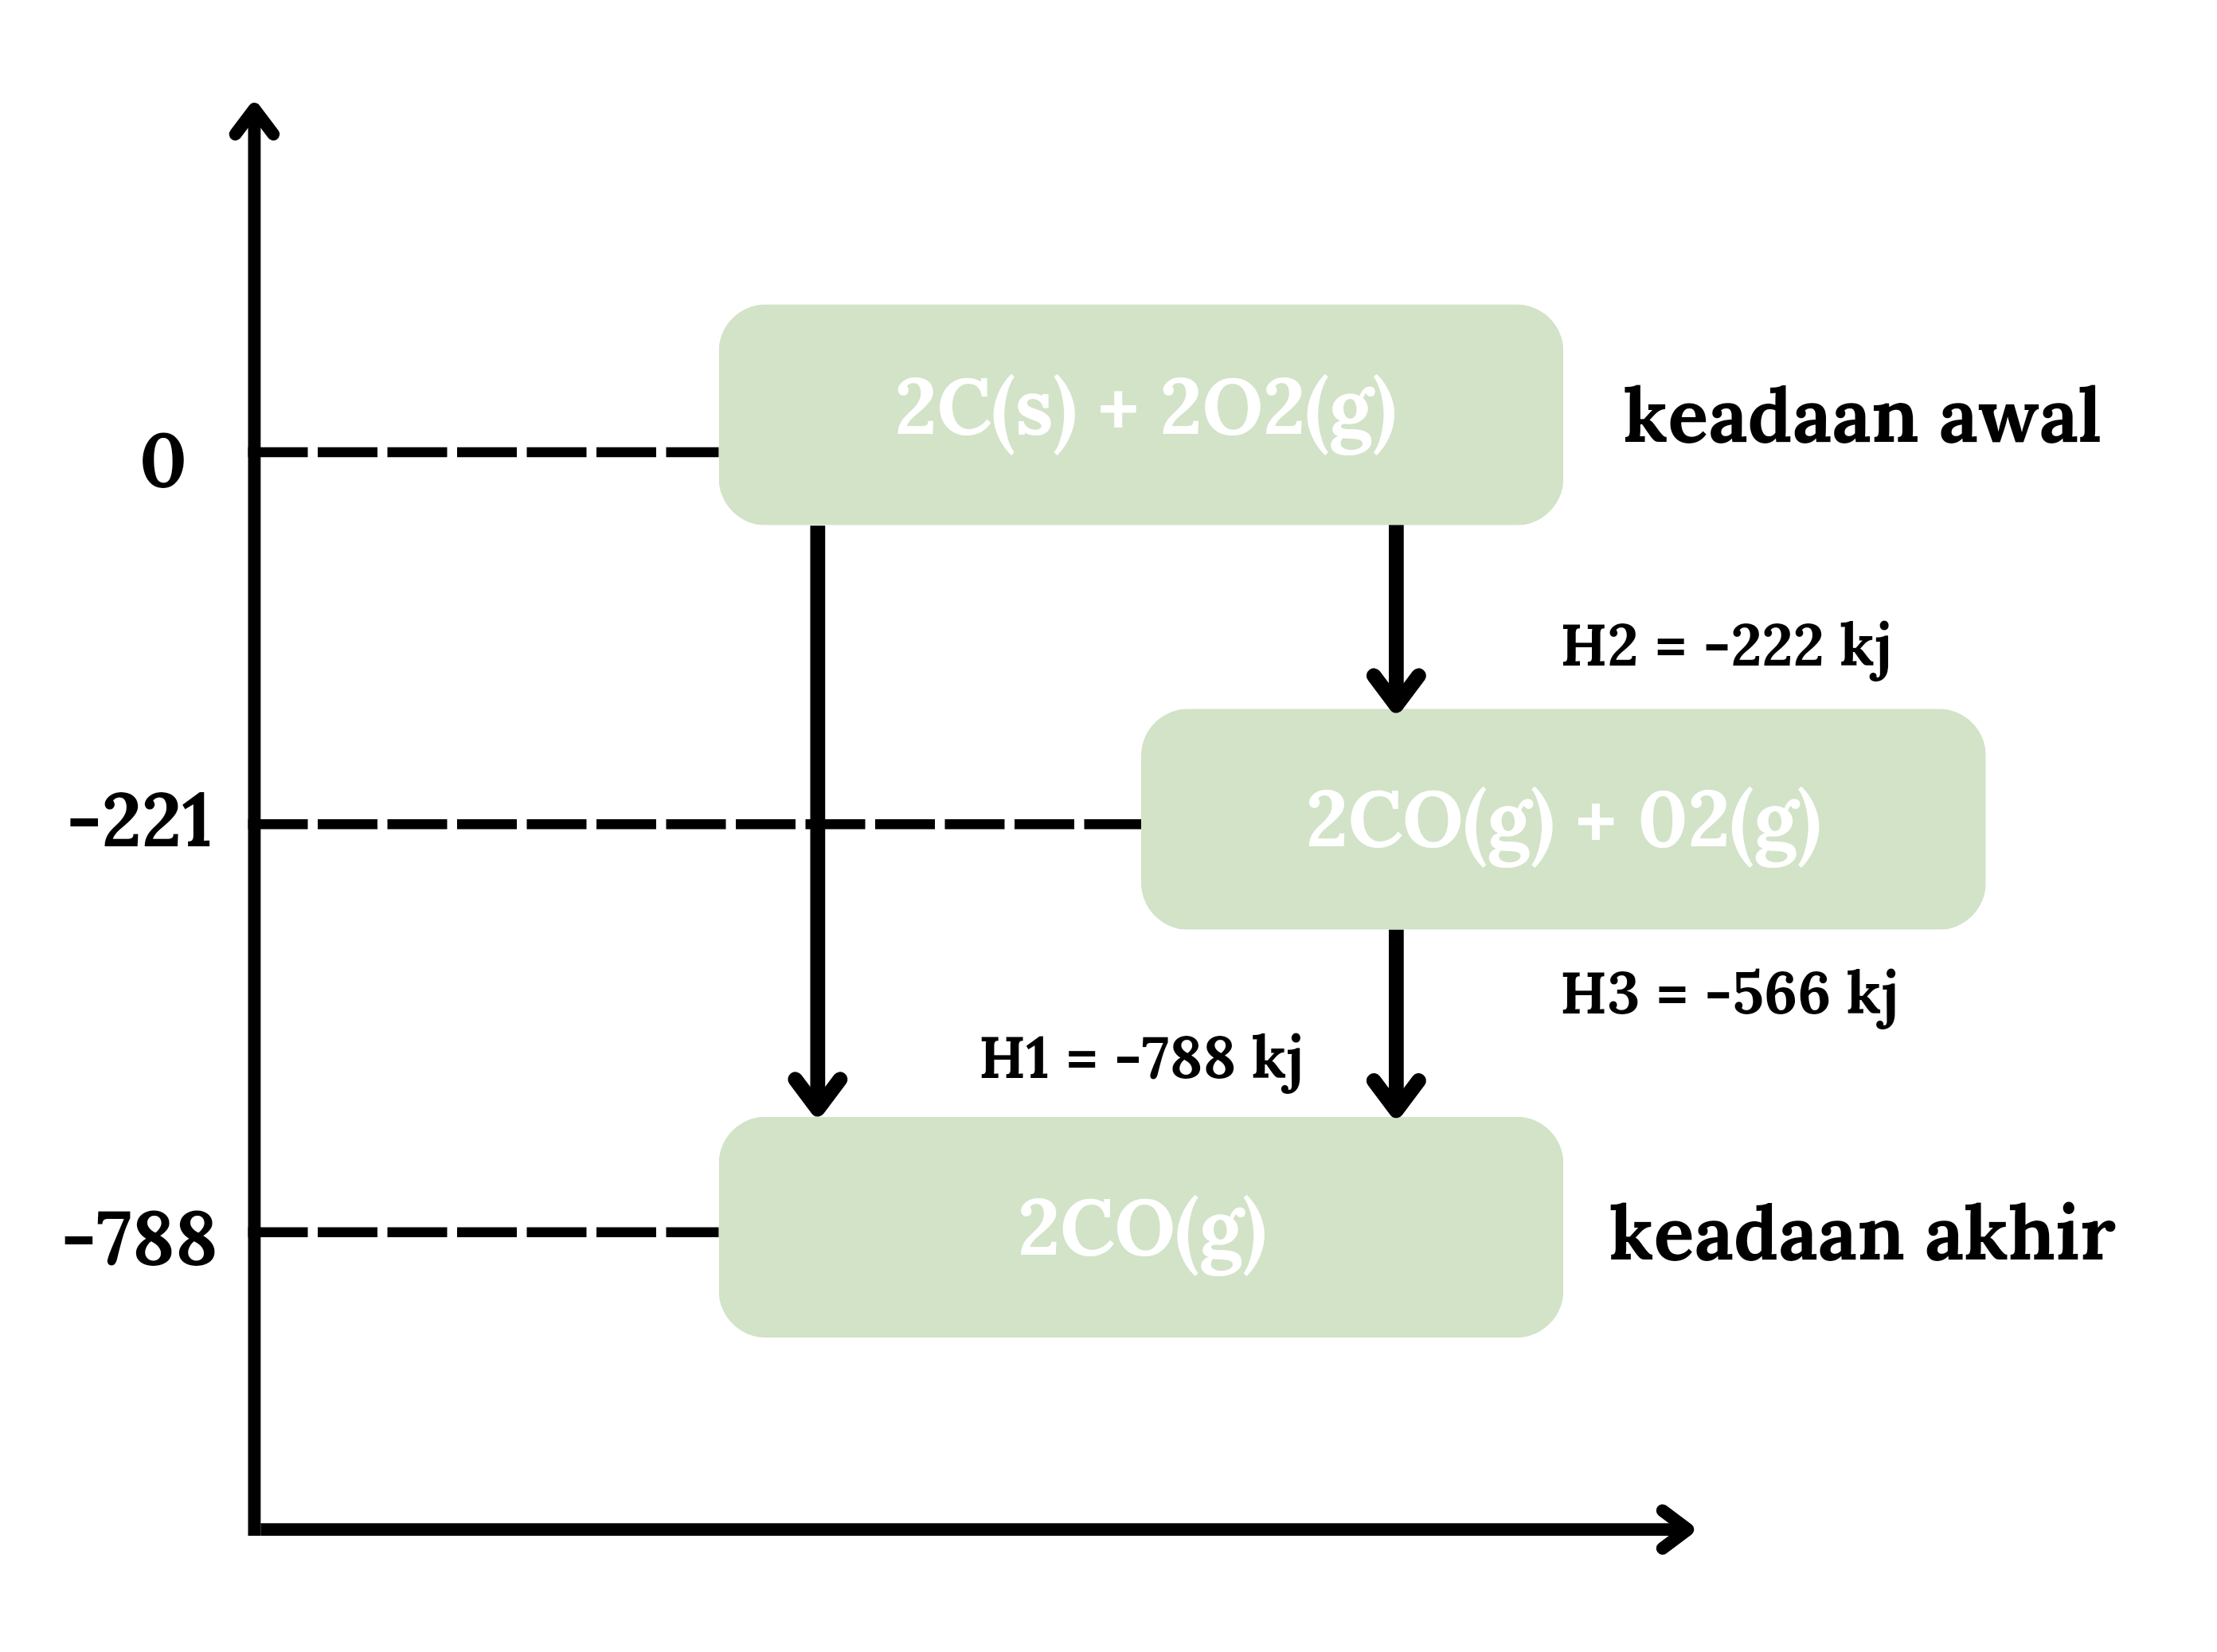 2C(s) + 2O2(g)
keadaan awal
0
H2 = -222 kj
-221
2CO(g) + 02(g)
H3 = -566 kj
H1 = -788 kj
-788
2CO(g)
keadaan akhir